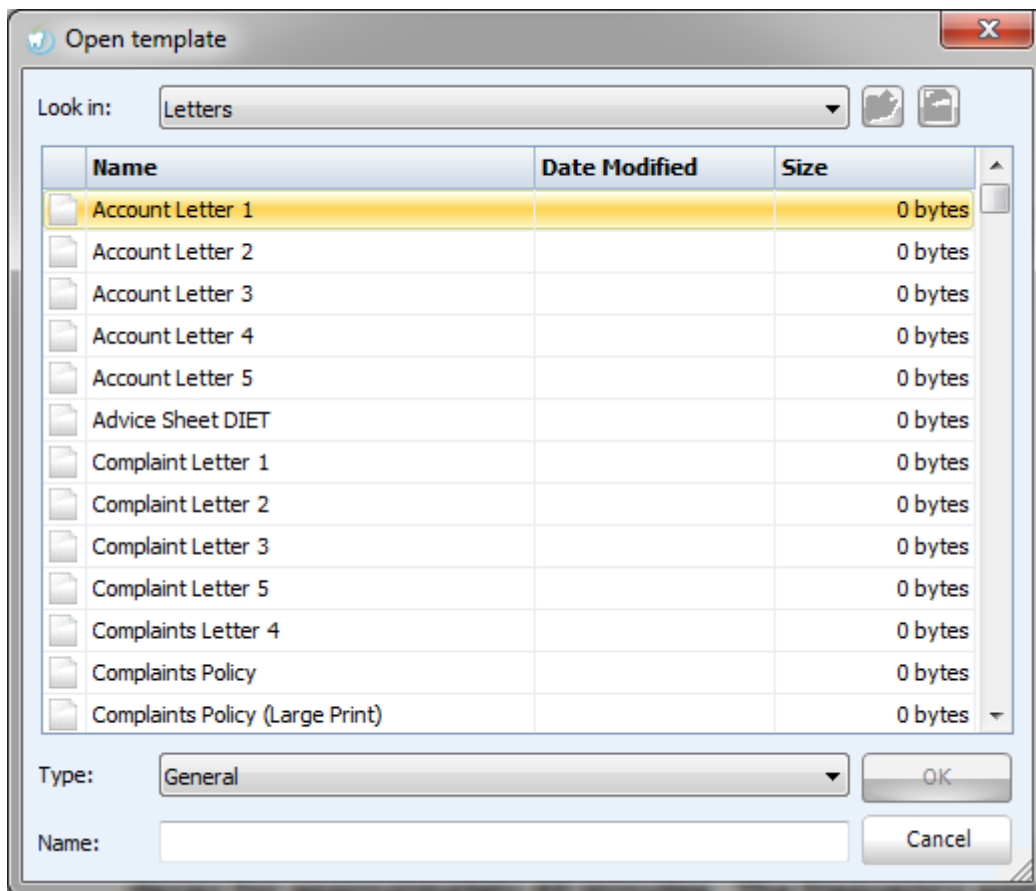 Open template
Look in: Letters
Name Date Modified Size
Account Letter 1 0 bytes
Account Letter 2 0 bytes
Account Letter 3 0 bytes
Account Letter 4 0 bytes
Account Letter 5 0 bytes
Advice Sheet DIET 0 bytes
Complaint Letter 1 0 bytes
Complaint Letter 2 0 bytes
Complaint Letter 3 0 bytes
Complaint Letter 5 0 bytes
Complaints Letter 4 0 bytes
Complaints Policy 0 bytes
Complaints Policy (Large Print) 0 bytes
Type: General OK
Name: Cancel